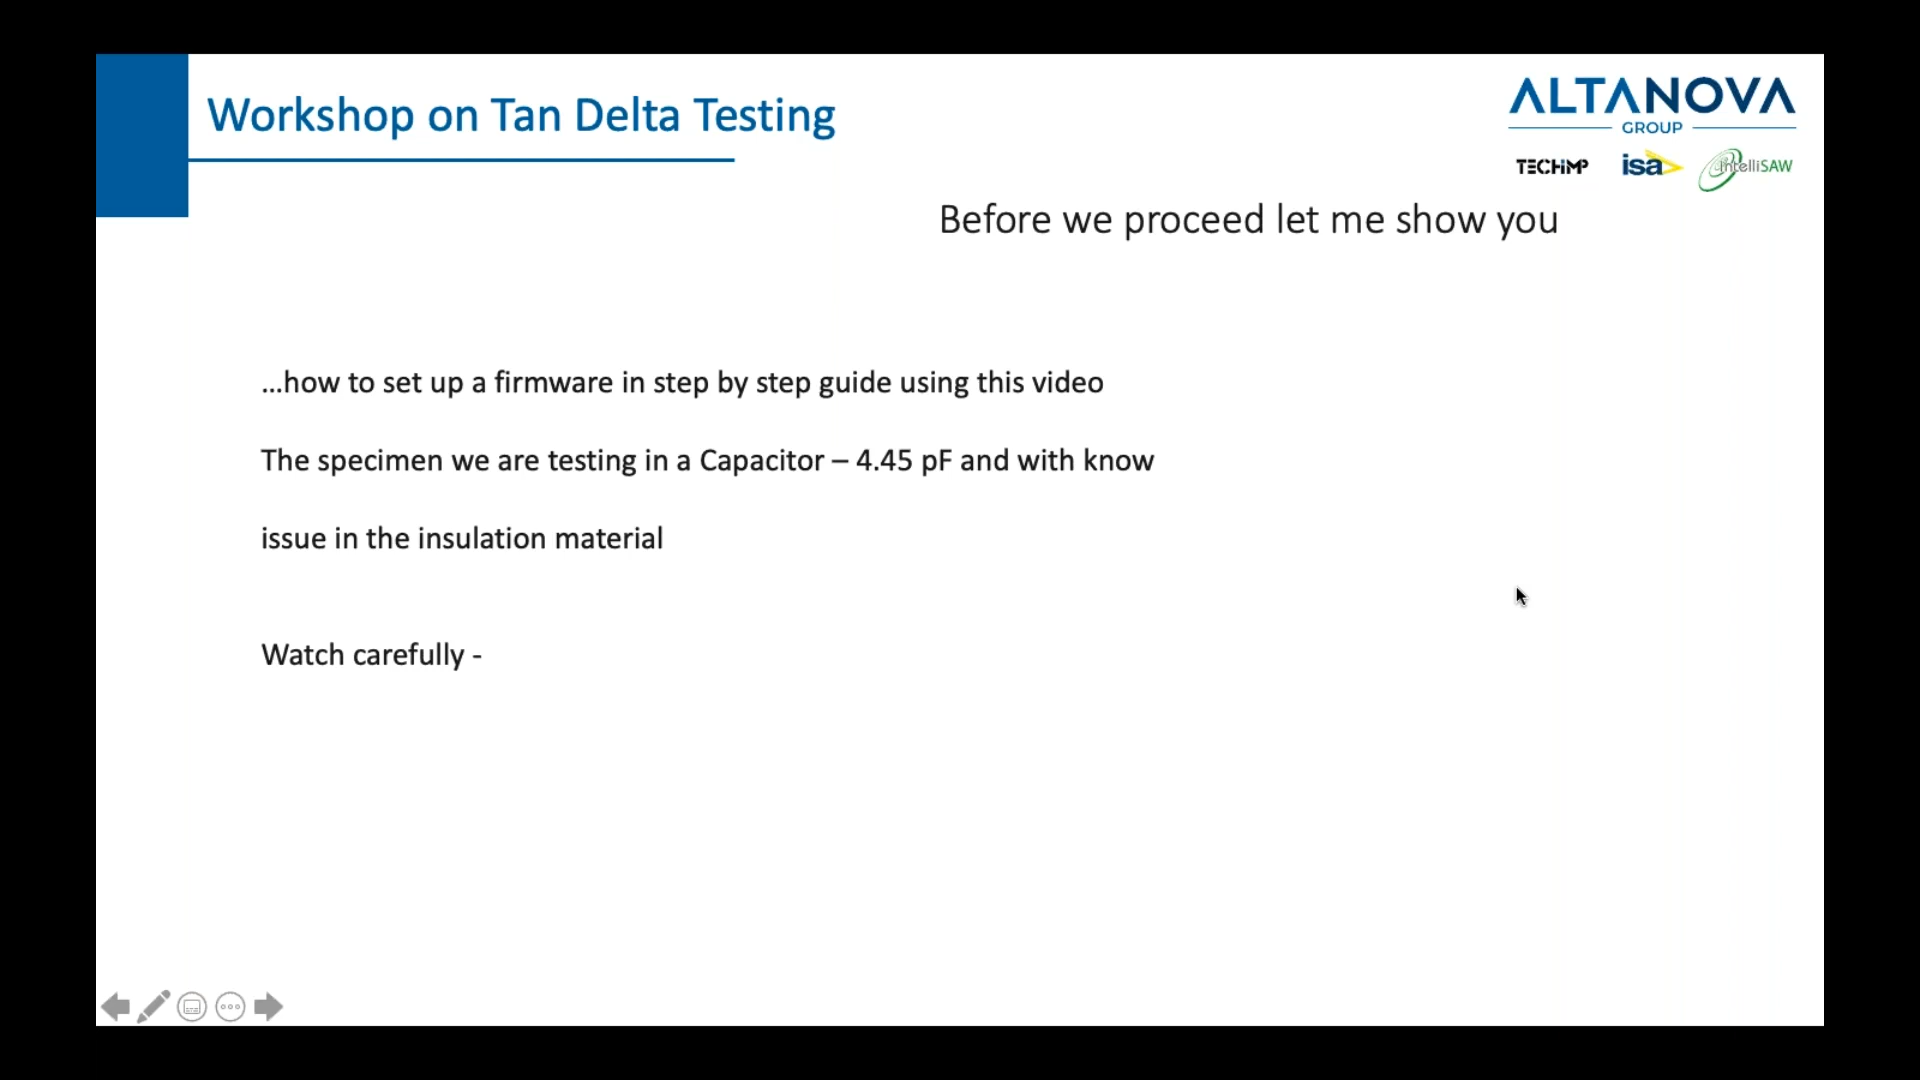 Workshop on Tan Delta Testing
ALTANOVA
GROUP
TECHIMP isa intelliSAW
Before we proceed let me show you
...how to set up a firmware in step by step guide using this video
The specimen we are testing in a Capacitor – 4.45 pF and with know
issue in the insulation material
Watch carefully -